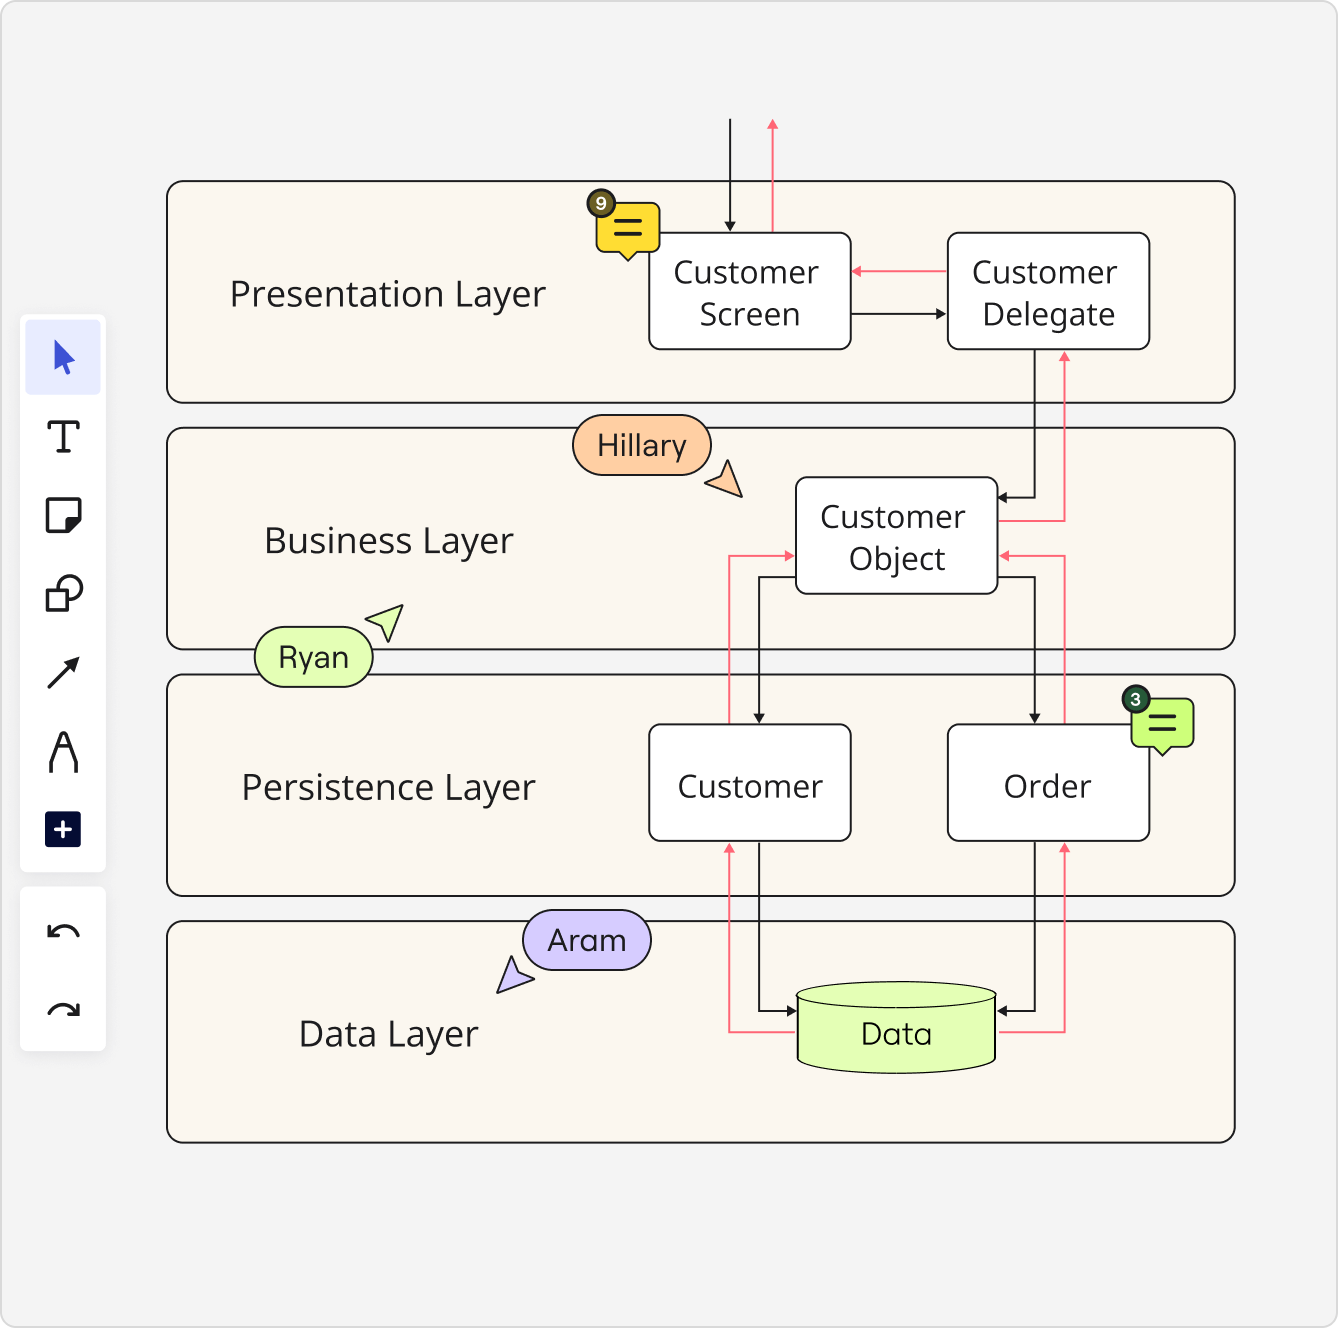 9
Customer
Screen
Customer
Delegate
Presentation Layer
Hillary
Customer
Object
Business Layer
Ryan
3
Customer
Order
Persistence Layer
Aram
Data
Data Layer